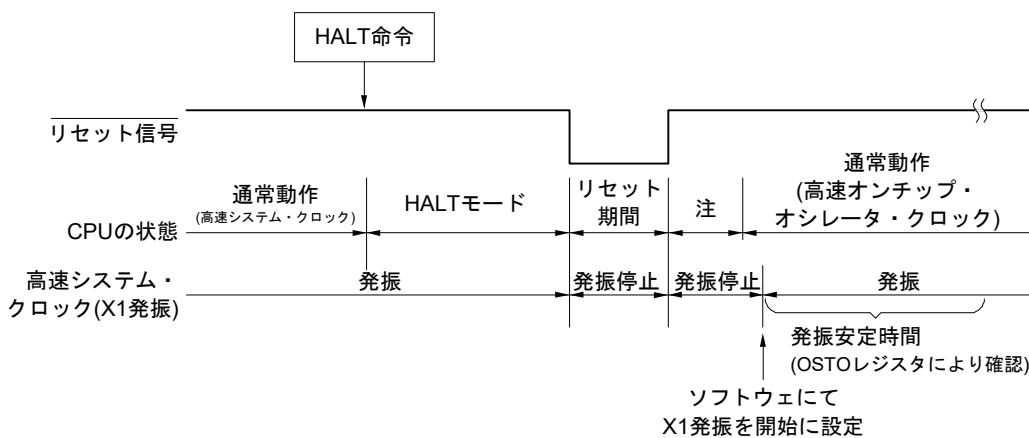 HALT命令
リセット信号
通常動作
(高速システム・クロック)
HALTモード
リセット
期間
注
通常動作
(高速オンチップ・
オシレータ・クロック)
CPUの状態
高速システム・
クロック(X1発振)
発振
発振停止
発振停止
発振
発振安定時間
(OSTOレジスタにより確認)
ソフトウェにて
X1発振を開始に設定